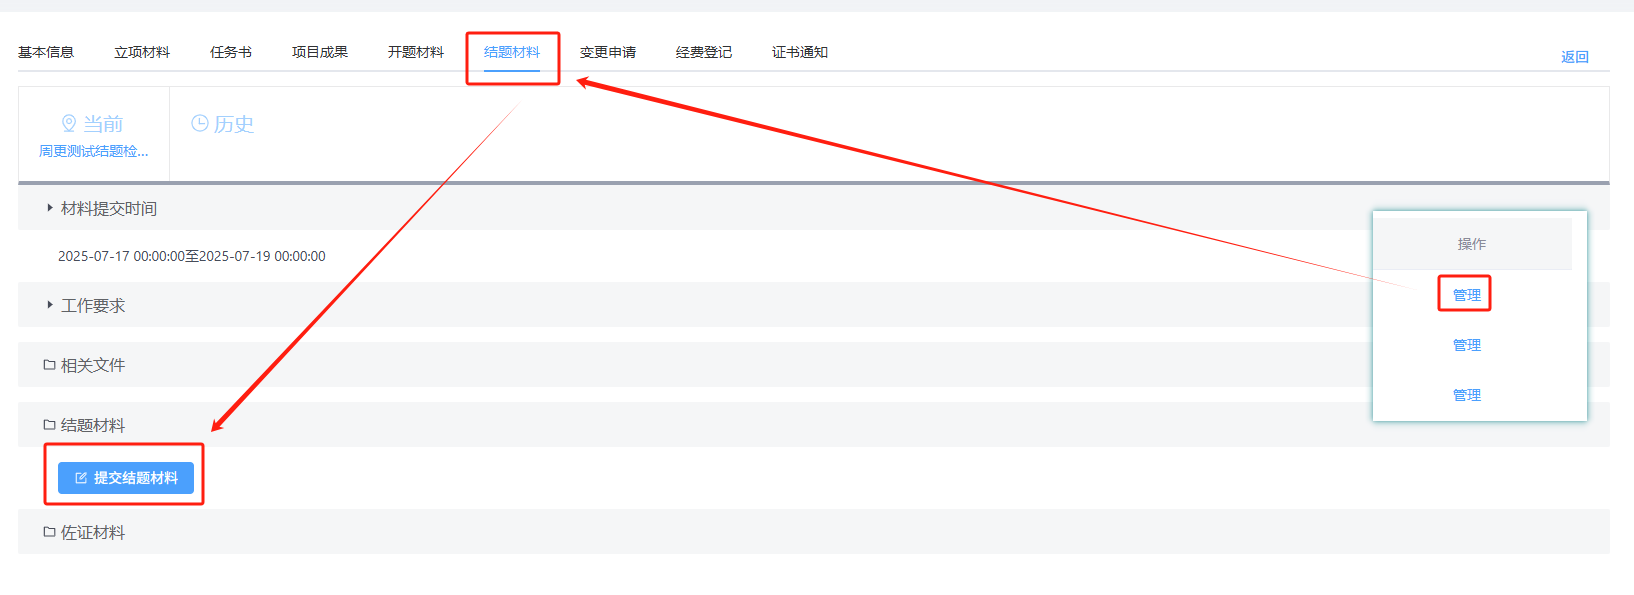 基本信息 立项材料 任务书 项目成果 开题材料 结题材料 变更申请 经费登记 证书通知 返回
当前 历史
周更测试结题检...
材料提交时间
2025-07-17 00:00:00至2025-07-19 00:00:00
工作要求
相关文件
结题材料
提交结题材料
佐证材料
操作
管理
管理
管理